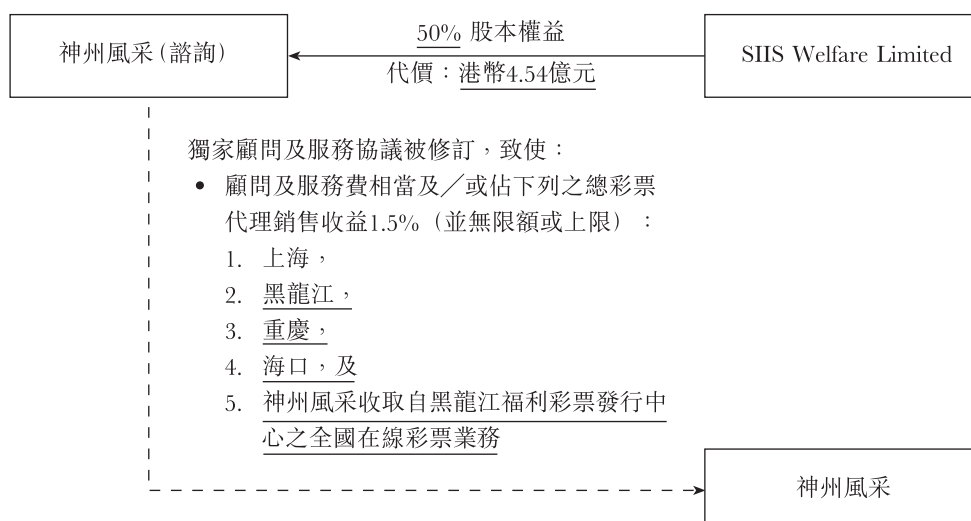 神州風采(諮詢)
50% 股本權益
代價：港幣4.54億元
SIIS Welfare Limited
獨家顧問及服務協議被修訂，致使：
• 顧問及服務費相當及／或佔下列之總彩票
代理銷售收益1.5%（並無限額或上限）：
1. 上海，
2. 黑龍江，
3. 重慶，
4. 海口，及
5. 神州風采收取自黑龍江福利彩票發行中
心之全國在線彩票業務
神州風采